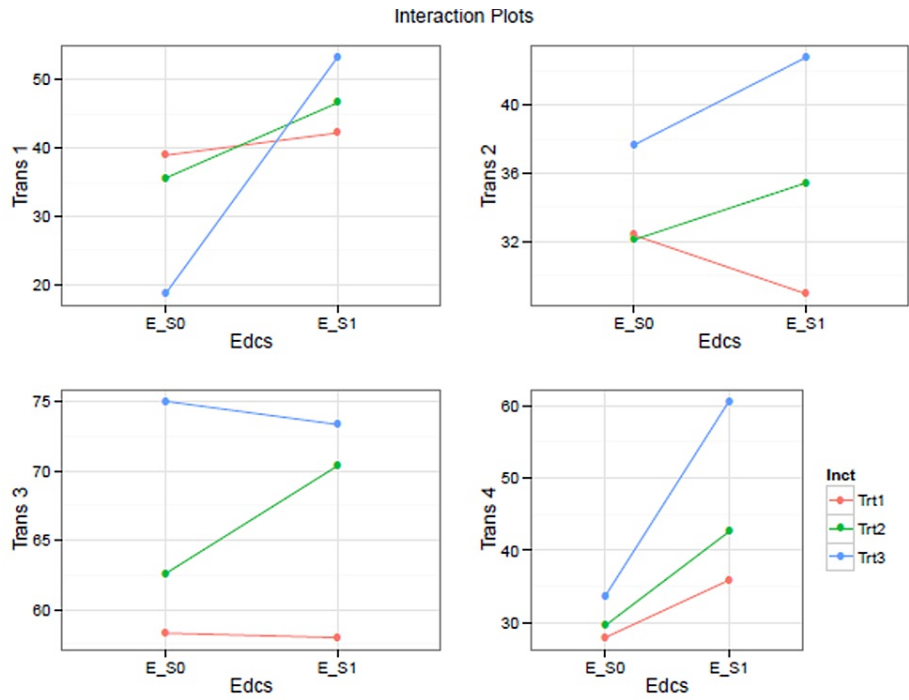 Interaction Plots
Trans 1
50
40
30
20
E_S0 E_S1
Edcs
Trans 2
40
36
32
E_S0 E_S1
Edcs
Trans 3
75
70
65
60
E_S0 E_S1
Edcs
Trans 4
60
50
40
30
E_S0 E_S1
Edcs
Inct
Trt1
Trt2
Trt3